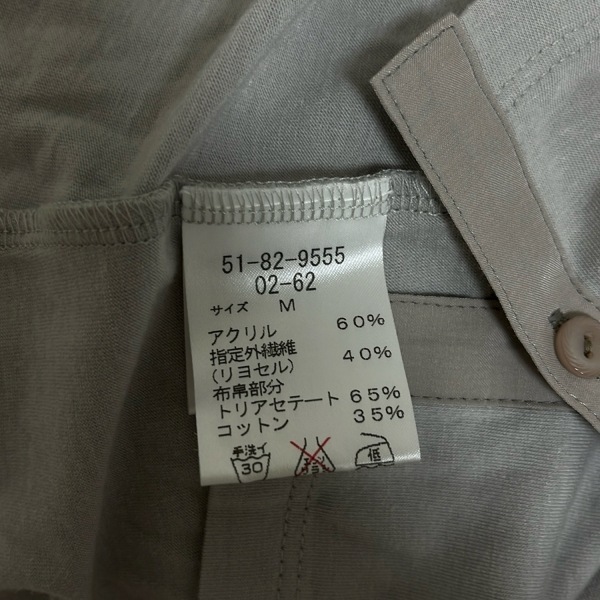 51-82-9555
02-62
サイズ M
アクリル 60%
指定外繊維
(リヨセル) 40%
布帛部分
トリアセテート 65%
コットン 35%
手洗イ 低
30